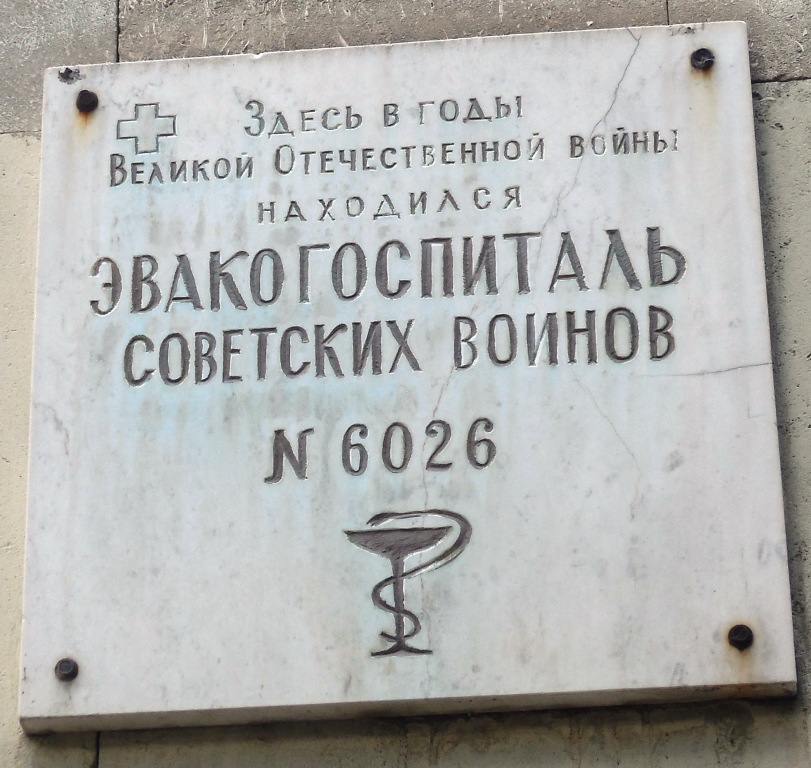 Здесь в годы
Великой Отечественной войны
находился
ЭВАКОГОСПИТАЛЬ
СОВЕТСКИХ ВОИНОВ
N 6026